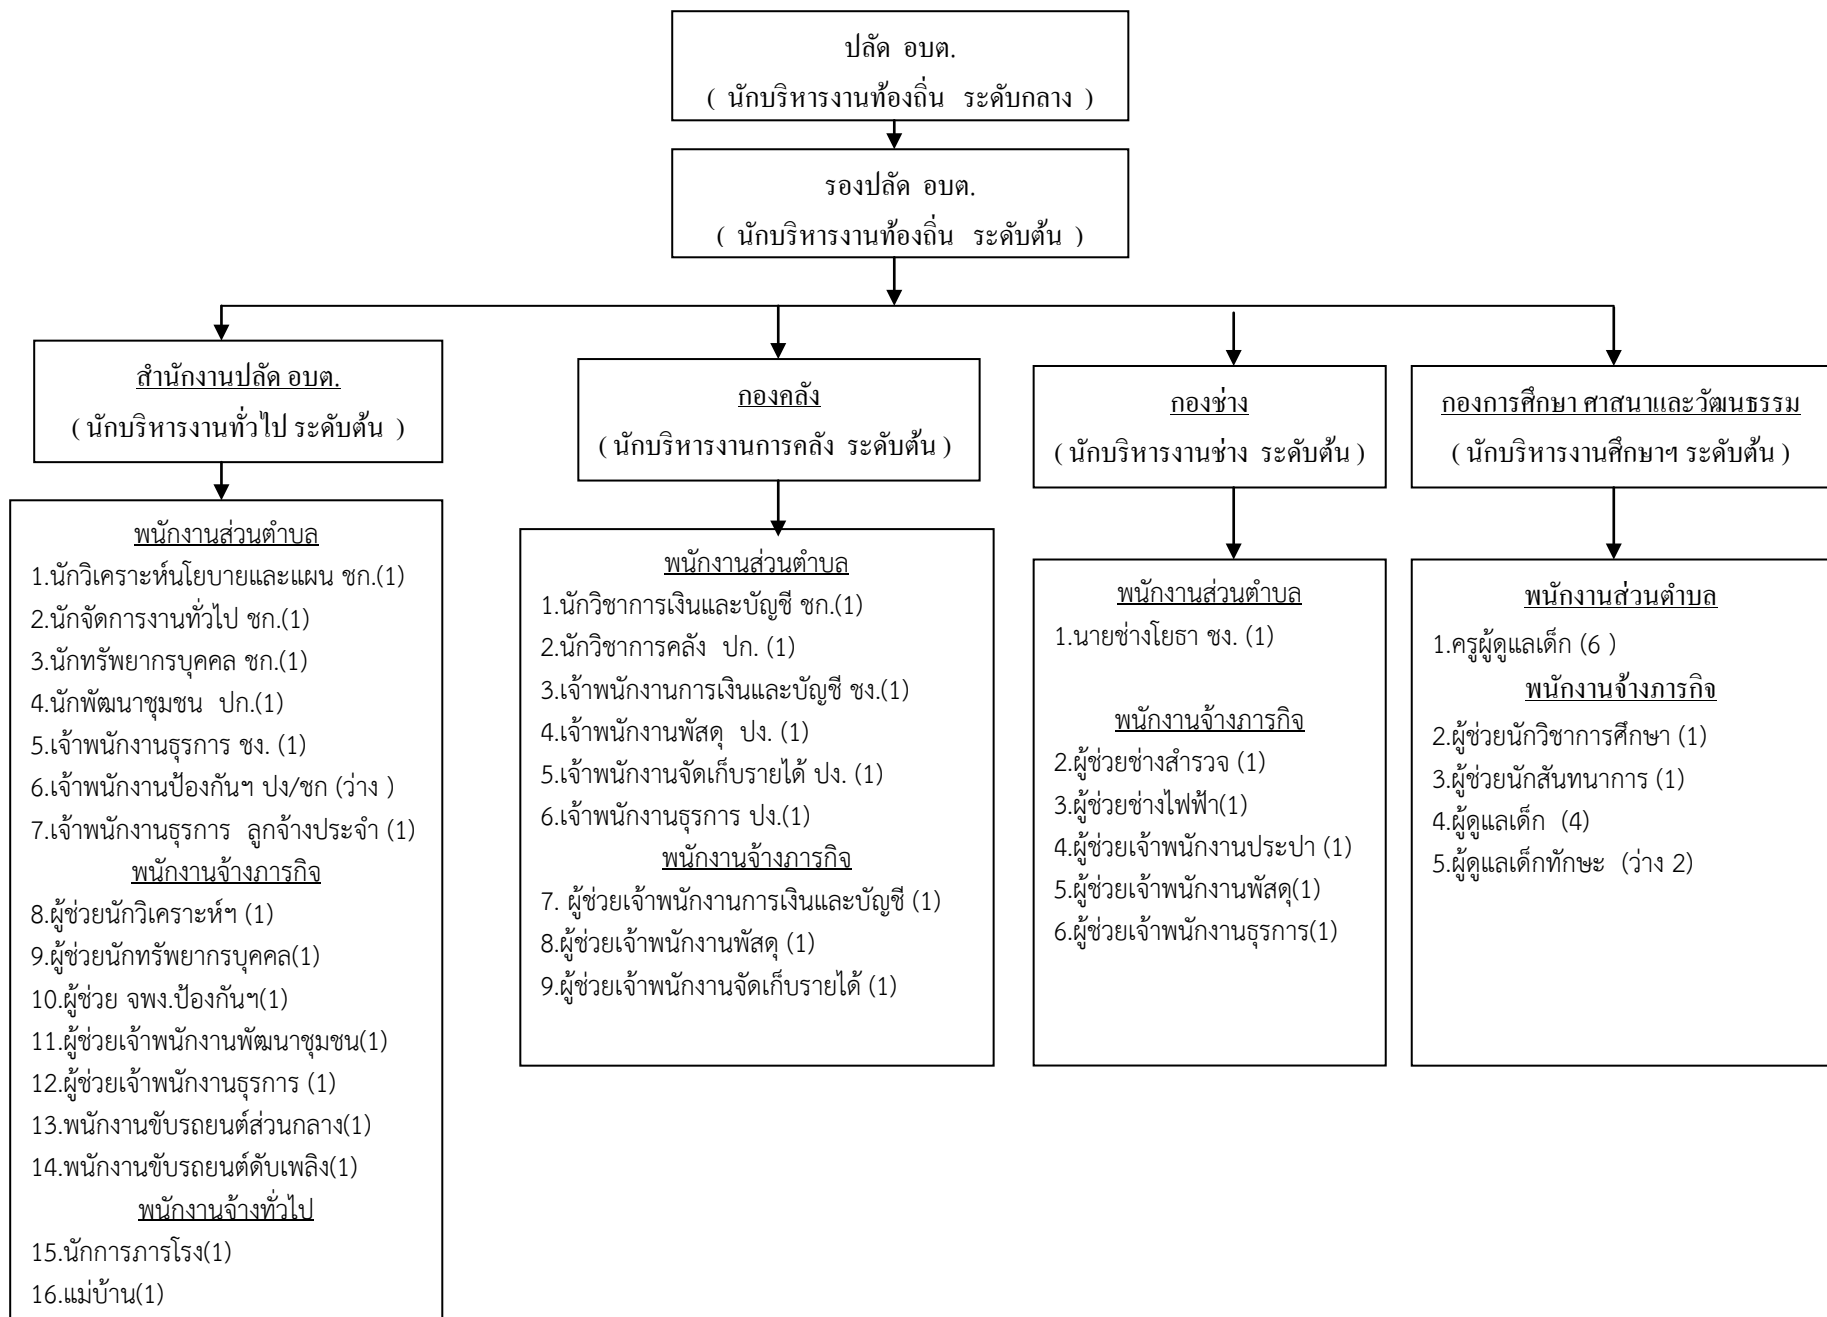 ปลัด อบต.
( นักบริหารงานท้องถิ่น ระดับกลาง )
รองปลัด อบต.
( นักบริหารงานท้องถิ่น ระดับต้น )
สำนักงานปลัด อบต.
( นักบริหารงานทั่วไป ระดับต้น )
พนักงานส่วนตำบล
1.นักวิเคราะห์นโยบายและแผน ชก.(1)
2.นักจัดการงานทั่วไป ชก.(1)
3.นักทรัพยากรบุคคล ชก.(1)
4.นักพัฒนาชุมชน ปก.(1)
5.เจ้าพนักงานธุรการ ชง. (1)
6.เจ้าพนักงานป้องกันฯ ปง/ชก (ว่าง )
7.เจ้าพนักงานธุรการ ลูกจ้างประจำ (1)
พนักงานจ้างภารกิจ
8.ผู้ช่วยนักวิเคราะห์ฯ (1)
9.ผู้ช่วยนักทรัพยากรบุคคล(1)
10.ผู้ช่วย จพง.ป้องกันฯ(1)
11.ผู้ช่วยเจ้าพนักงานพัฒนาชุมชน(1)
12.ผู้ช่วยเจ้าพนักงานธุรการ (1)
13.พนักงานขับรถยนต์ส่วนกลาง(1)
14.พนักงานขับรถยนต์ดับเพลิง(1)
พนักงานจ้างทั่วไป
15.นักการภารโรง(1)
16.แม่บ้าน(1)
กองคลัง
( นักบริหารงานการคลัง ระดับต้น )
พนักงานส่วนตำบล
1.นักวิชาการเงินและบัญชี ชก.(1)
2.นักวิชาการคลัง ปก. (1)
3.เจ้าพนักงานการเงินและบัญชี ชง.(1)
4.เจ้าพนักงานพัสดุ ปง. (1)
5.เจ้าพนักงานจัดเก็บรายได้ ปง. (1)
6.เจ้าพนักงานธุรการ ปง.(1)
พนักงานจ้างภารกิจ
7. ผู้ช่วยเจ้าพนักงานการเงินและบัญชี (1)
8.ผู้ช่วยเจ้าพนักงานพัสดุ (1)
9.ผู้ช่วยเจ้าพนักงานจัดเก็บรายได้ (1)
กองช่าง
( นักบริหารงานช่าง ระดับต้น )
พนักงานส่วนตำบล
1.นายช่างโยธา ชง. (1)
พนักงานจ้างภารกิจ
2.ผู้ช่วยช่างสำรวจ (1)
3.ผู้ช่วยช่างไฟฟ้า(1)
4.ผู้ช่วยเจ้าพนักงานประปา (1)
5.ผู้ช่วยเจ้าพนักงานพัสดุ(1)
6.ผู้ช่วยเจ้าพนักงานธุรการ(1)
กองการศึกษา ศาสนาและวัฒนธรรม
( นักบริหารงานศึกษาฯ ระดับต้น )
พนักงานส่วนตำบล
1.ครูผู้ดูแลเด็ก (6 )
พนักงานจ้างภารกิจ
2.ผู้ช่วยนักวิชาการศึกษา (1)
3.ผู้ช่วยนักสันทนาการ (1)
4.ผู้ดูแลเด็ก (4)
5.ผู้ดูแลเด็กทักษะ (ว่าง 2)